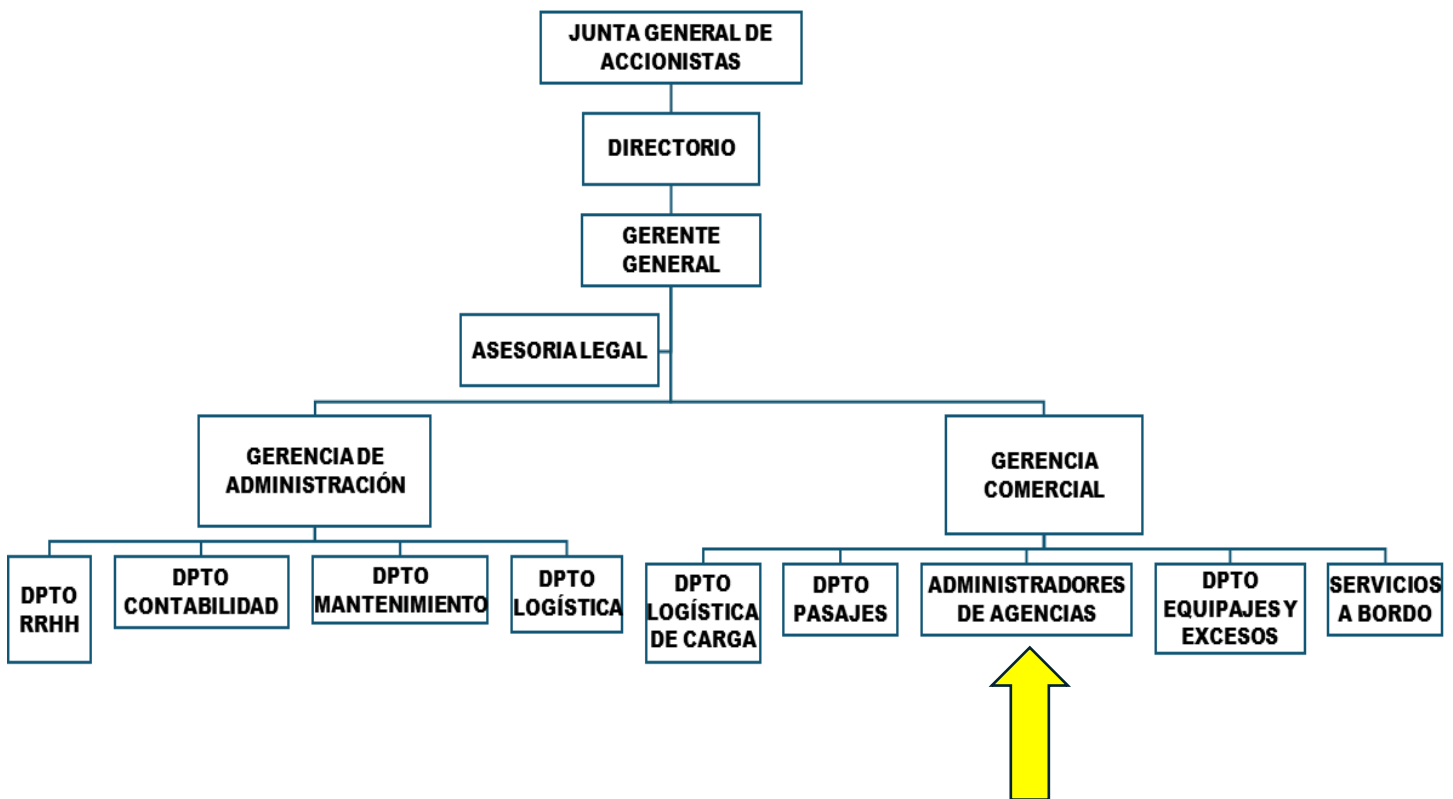 JUNTA GENERAL DE
ACCIONISTAS
DIRECTORIO
GERENTE
GENERAL
ASESORIA LEGAL
GERENCIA DE
ADMINISTRACIÓN
GERENCIA
COMERCIAL
DPTO
RRHH
DPTO
CONTABILIDAD
DPTO
MANTENIMIENTO
DPTO
LOGÍSTICA
DPTO
LOGÍSTICA
DE CARGA
DPTO
PASAJES
ADMINISTRADORES
DE AGENCIAS
DPTO
EQUIPAJES Y
EXCESOS
SERVICIOS
A BORDO